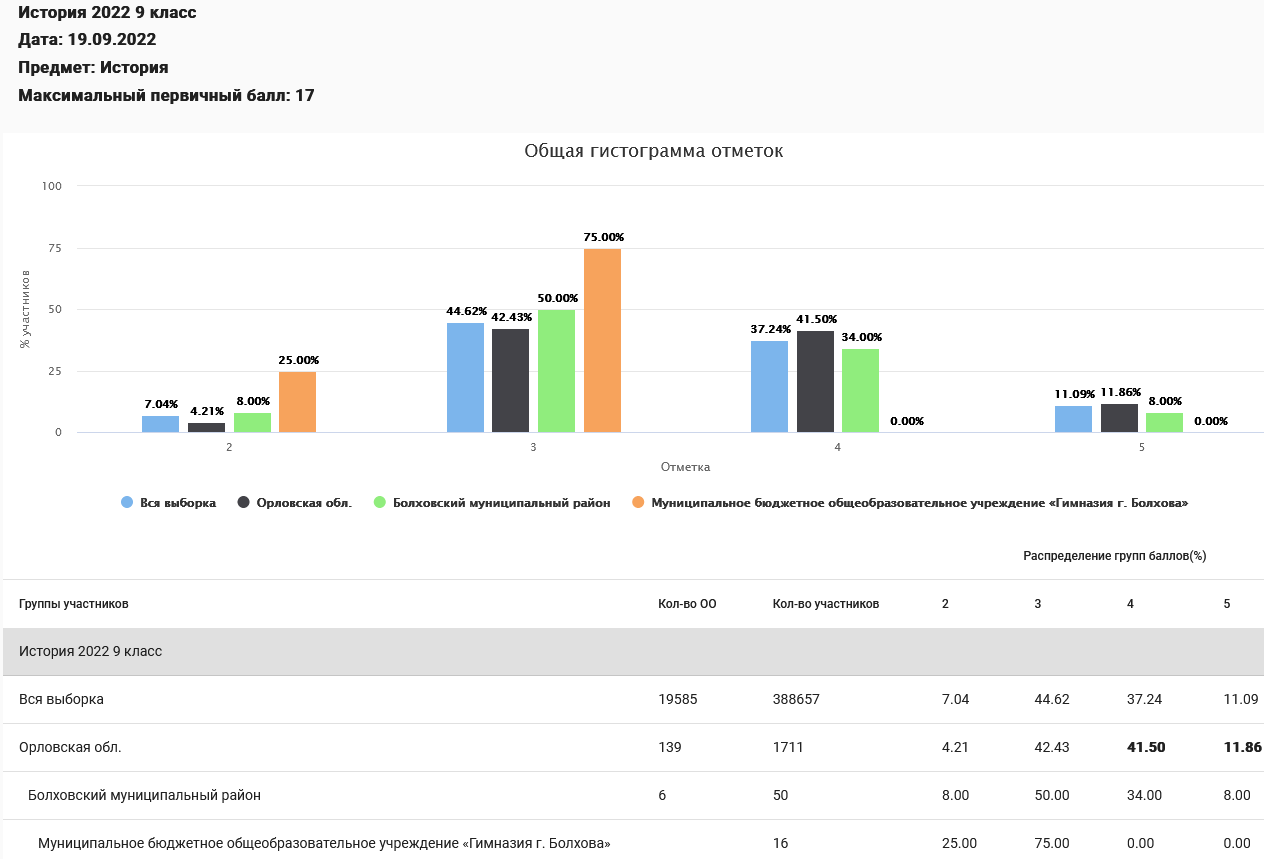 История 2022 9 класс
Дата: 19.09.2022
Предмет: История
Максимальный первичный балл: 17
Общая гистограмма отметок
% участников
100
75
50
25
0
7.04% 4.21% 8.00% 25.00%
44.62% 42.43% 50.00% 75.00%
37.24% 41.50% 34.00% 0.00%
11.09% 11.86% 8.00% 0.00%
2 3 4 5
Отметка
Вся выборка Орловская обл. Болховский муниципальный район Муниципальное бюджетное общеобразовательное учреждение «Гимназия г. Болхова»
Распределение групп баллов(%)
Группы участников Кол-во ОО Кол-во участников 2 3 4 5
История 2022 9 класс
Вся выборка 19585 388657 7.04 44.62 37.24 11.09
Орловская обл. 139 1711 4.21 42.43 41.50 11.86
Болховский муниципальный район 6 50 8.00 50.00 34.00 8.00
Муниципальное бюджетное общеобразовательное учреждение «Гимназия г. Болхова» 16 25.00 75.00 0.00 0.00